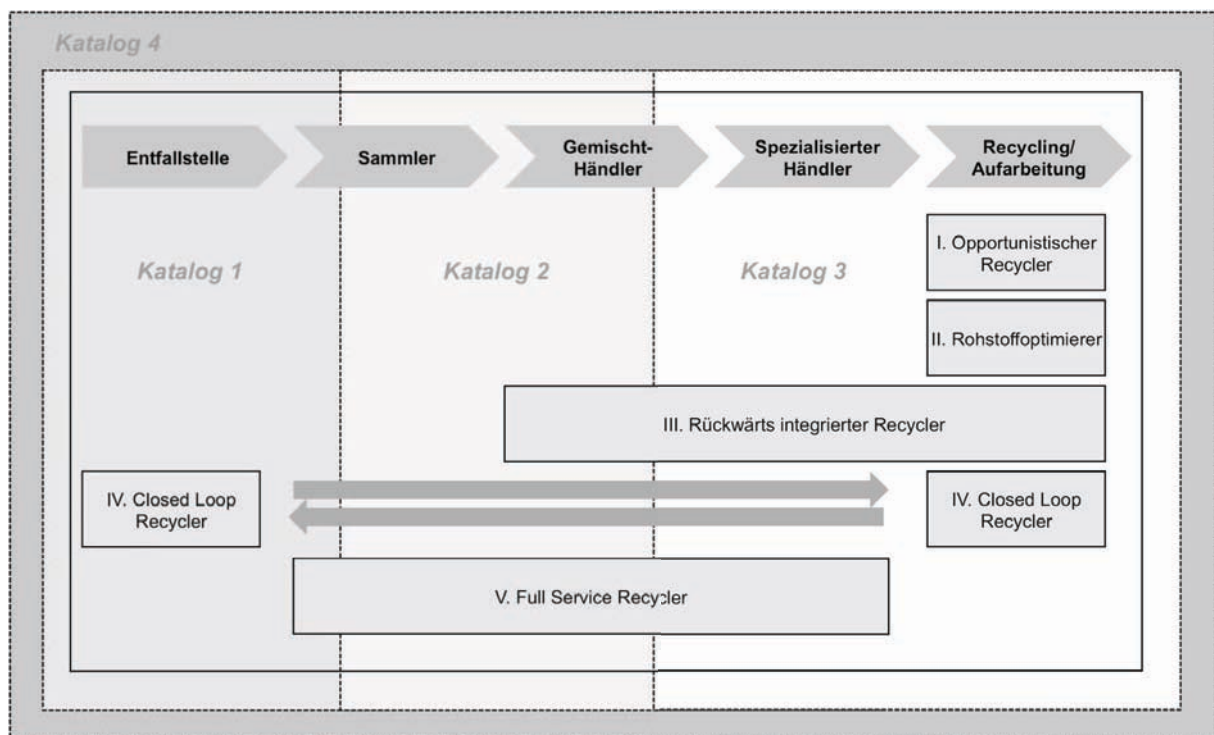 Katalog 4
Entfallstelle
Sammler
Gemischt-
Händler
Spezialisierter
Händler
Recycling/
Aufarbeitung
Katalog 1
Katalog 2
Katalog 3
I. Opportunistischer
Recycler
II. Rohstoffoptimierer
III. Rückwärts integrierter Recycler
IV. Closed Loop
Recycler
IV. Closed Loop
Recycler
V. Full Service Recycler